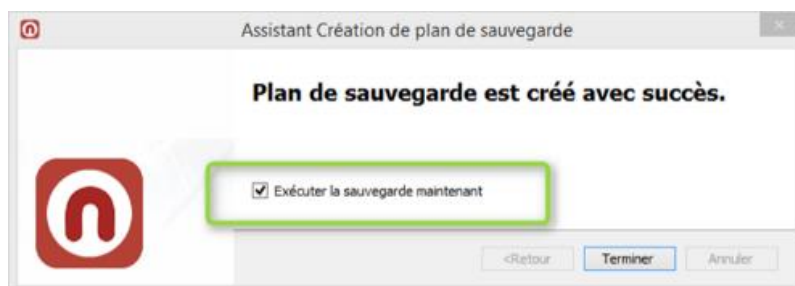 Assistant Création de plan de sauvegarde
Plan de sauvegarde est créé avec succès.
Exécuter la sauvegarde maintenant
<Retour Terminer Annuler